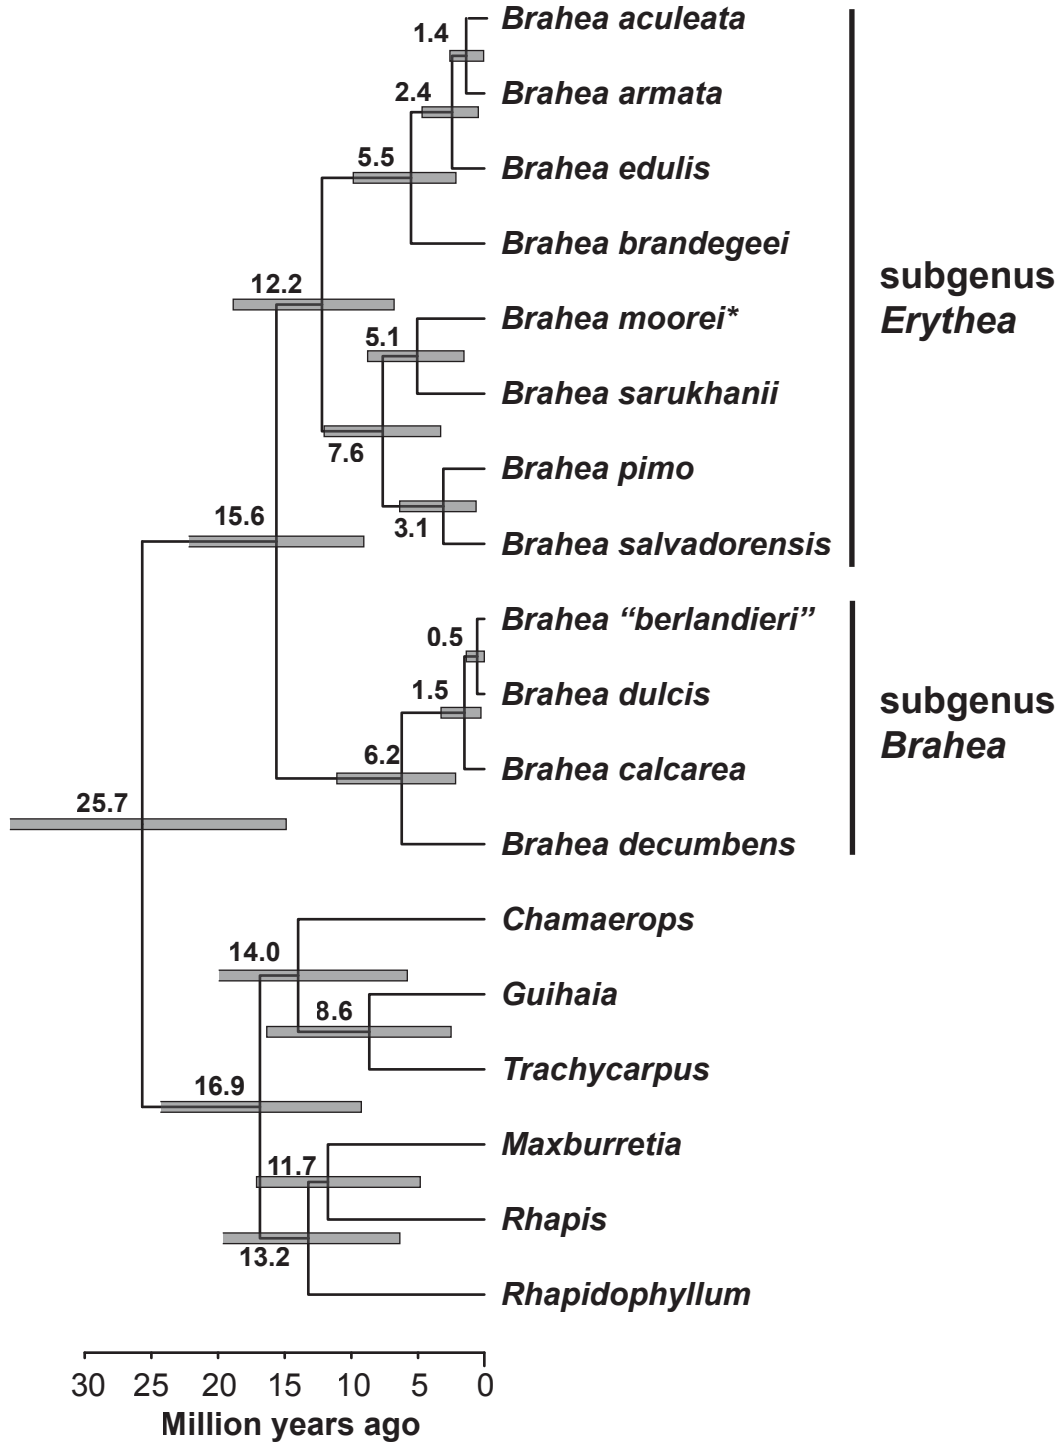 Brahea aculeata
1.4
Brahea armata
2.4
Brahea edulis
5.5
Brahea brandegeei
12.2
subgenus
Erythea
Brahea moorei*
5.1
Brahea sarukhanii
7.6
Brahea pimo
15.6
3.1
Brahea salvadorensis
Brahea “berlandieri”
0.5
Brahea dulcis
1.5
subgenus
Brahea
6.2
Brahea calcarea
25.7
Brahea decumbens
Chamaerops
14.0
Guihaia
8.6
Trachycarpus
16.9
Maxburretia
11.7
Rhapis
13.2
Rhapidophyllum
30 25 20 15 10 5 0
Million years ago